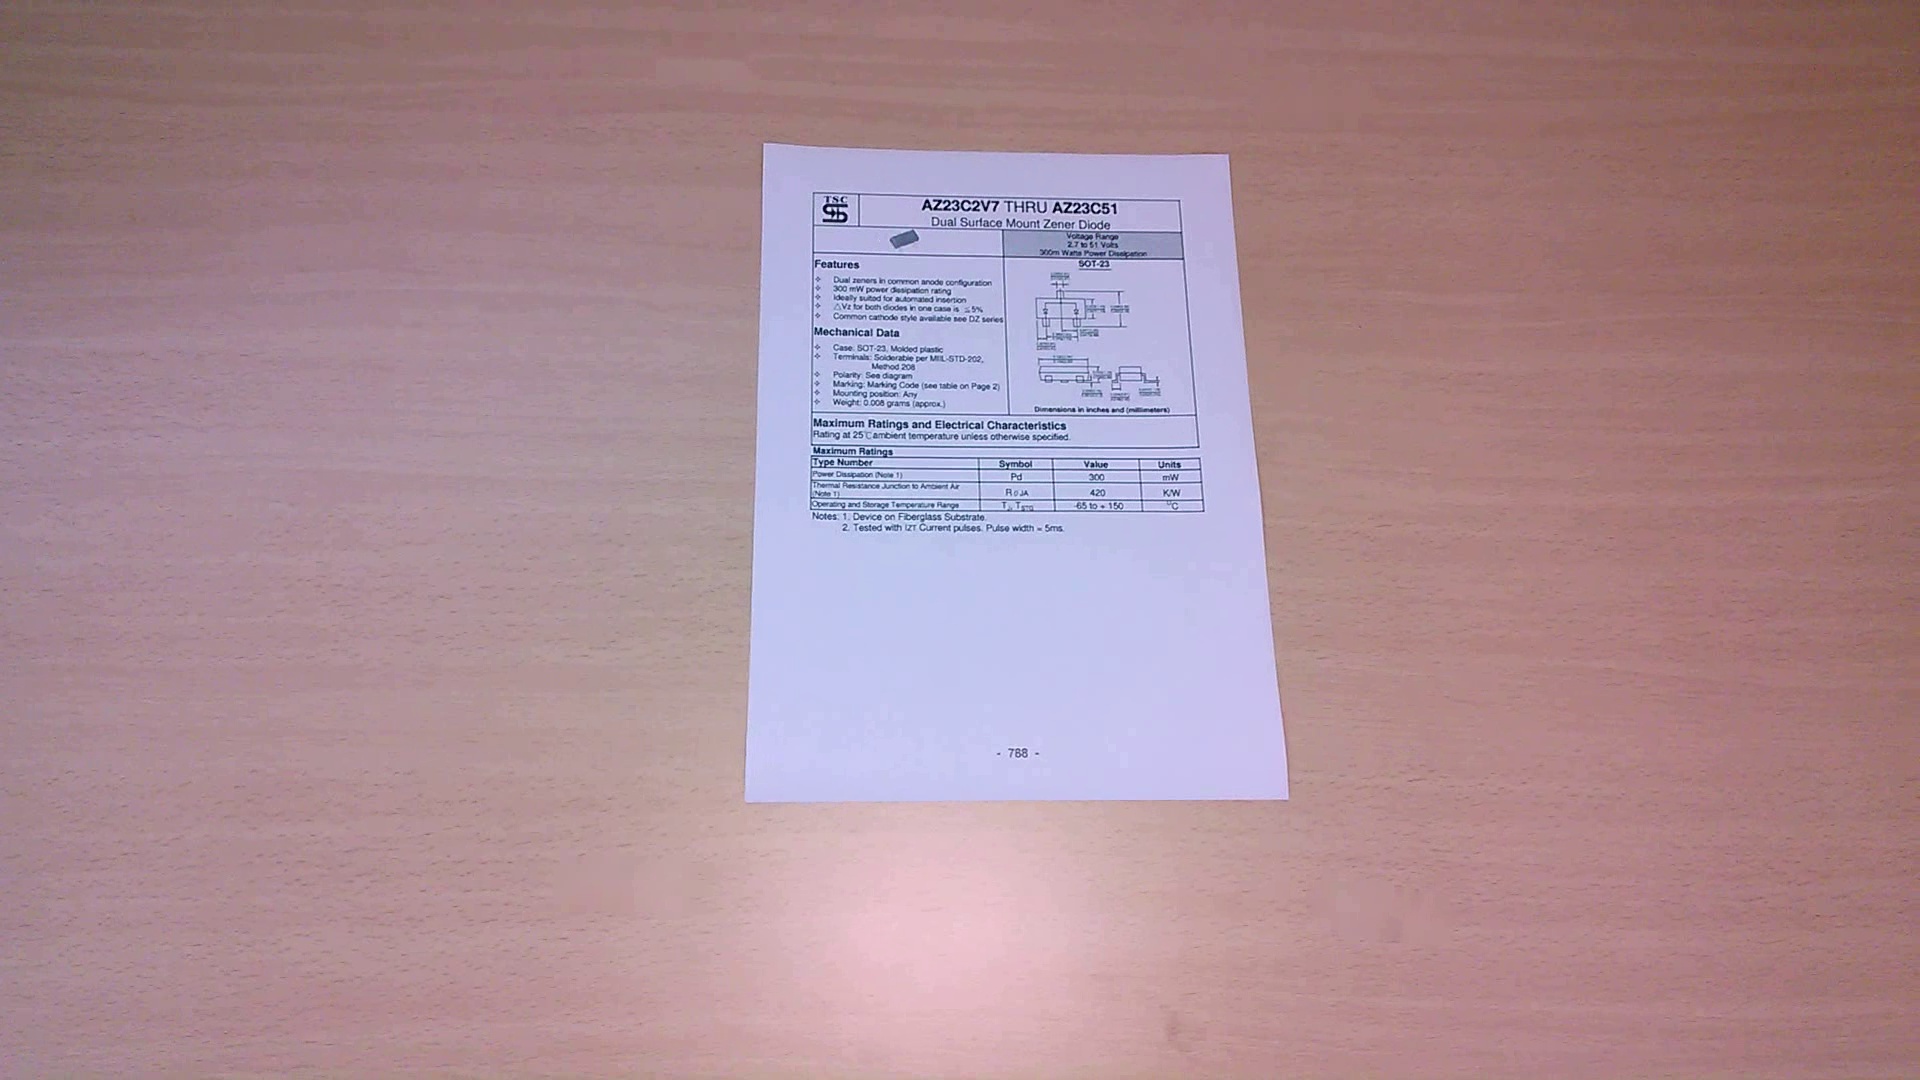 TSC
AZ23C2V7 THRU AZ23C51
Dual Surface Mount Zener Diode
Voltage Range
2.7 to 51 Volts
300m Watts Power Dissipation
SOT-23
Features
Dual zeners in common anode configuration
300 mW power dissipation rating
Ideally suited for automated insertion
△Vz for both diodes in one case is ≦5%
Common cathode style available see DZ series
Mechanical Data
Case: SOT-23, Molded plastic
Terminals: Solderable per MIL-STD-202,
Method 208
Polarity: See diagram
Marking: Marking Code (see table on Page 2)
Mounting position: Any
Weight: 0.008 grams (approx.)
Dimensions in inches and (millimeters)
Maximum Ratings and Electrical Characteristics
Rating at 25℃ ambient temperature unless otherwise specified.
Maximum Ratings
Type Number Symbol Value Units
Power Dissipation (Note 1) Pd 300 mW
Thermal Resistance Junction to Ambient Air
(Note 1) RθJA 420 K/W
Operating and Storage Temperature Range TJ, TSTG -65 to + 150 °C
Notes: 1. Device on Fiberglass Substrate.
2. Tested with IZT Current pulses. Pulse width = 5ms.
- 788 -